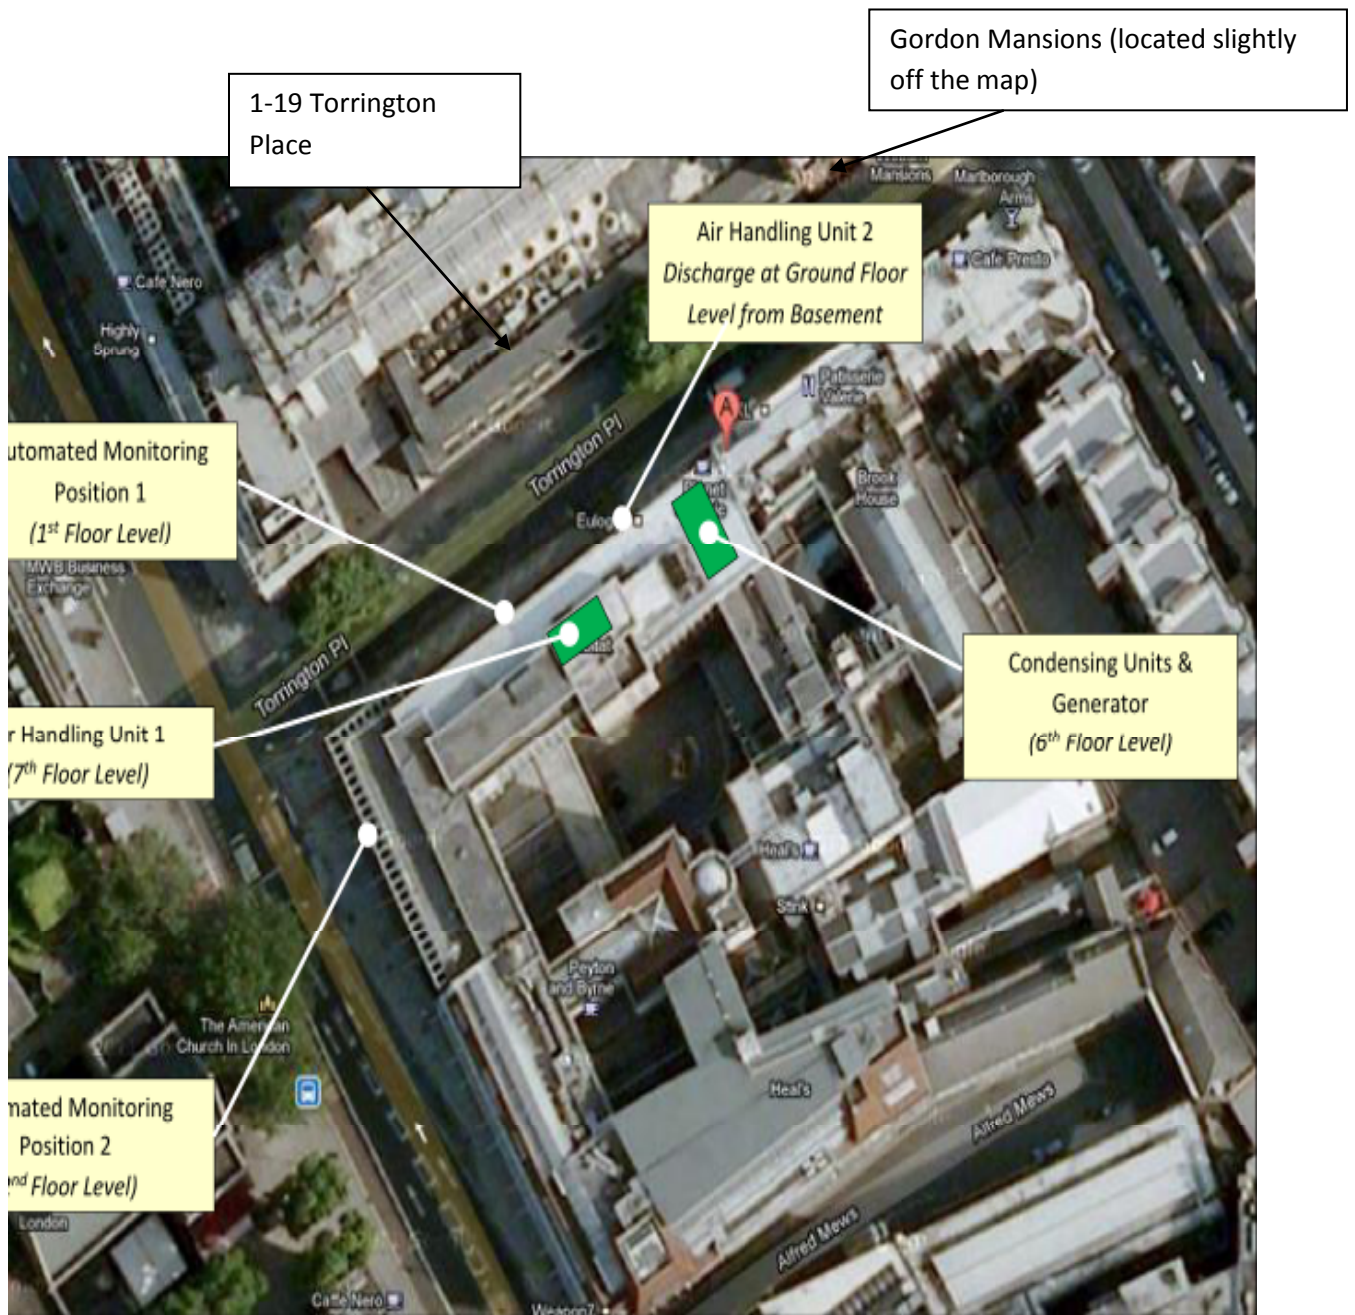 Gordon Mansions (located slightly
off the map)
1-19 Torrington
Place
Mansions
Marlborough
Arms
Air Handling Unit 2
Discharge at Ground Floor
Level from Basement
Cafe Presto
Cafe Nero
Highly
Sprung
Patisserie
Valerie
A
Torrington Pl
utomated Monitoring
Position 1
(1st Floor Level)
Brook
House
MWB Business
Exchange
Torrington Pl
Condensing Units &
Generator
(6th Floor Level)
r Handling Unit 1
(7th Floor Level)
Heal's
Stink
Peyton
and Byrne
The American
Church In London
Heal's
Alfred Mews
mated Monitoring
Position 2
nd Floor Level)
London
Alfred Mews
Caffe Nero
Weapon7